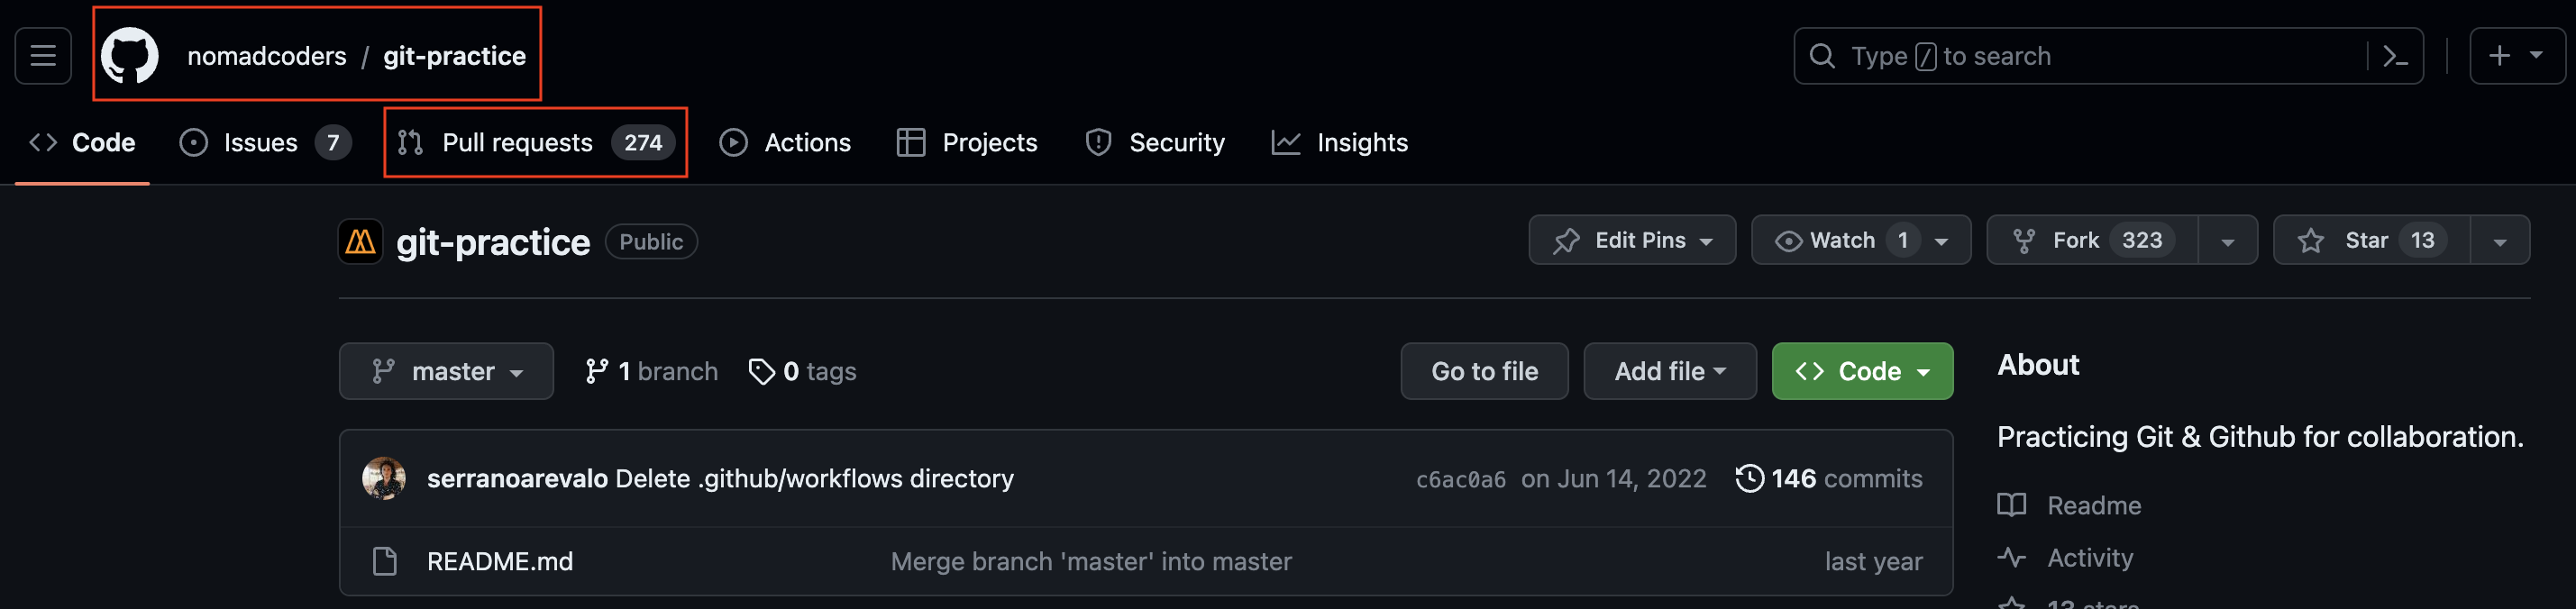 nomadcoders / git-practice
Type / to search
Code Issues 7 Pull requests 274 Actions Projects Security Insights
git-practice Public Edit Pins Watch 1 Fork 323 Star 13
master 1 branch 0 tags Go to file Add file Code
About
Practicing Git & Github for collaboration.
serranoarevalo Delete .github/workflows directory c6ac0a6 on Jun 14, 2022 146 commits
README.md Merge branch 'master' into master last year
Readme
Activity
13 stars